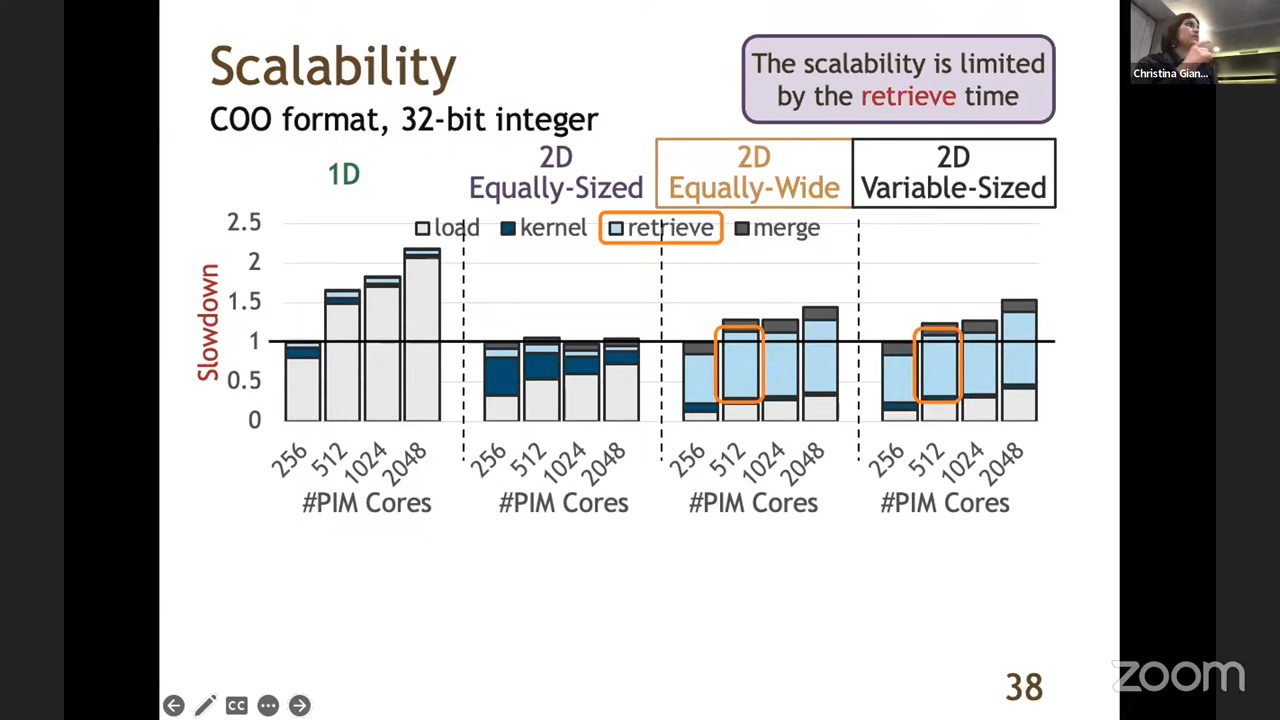 Scalability
COO format, 32-bit integer
The scalability is limited
by the retrieve time
Christina Gian...
1D
2D
Equally-Sized
2D
Equally-Wide
2D
Variable-Sized
load kernel retrieve merge
Slowdown
2.5
2
1.5
1
0.5
0
256 512 1024 2048
256 512 1024 2048
256 512 1024 2048
256 512 1024 2048
#PIM Cores
#PIM Cores
#PIM Cores
#PIM Cores
38
zoom
CC